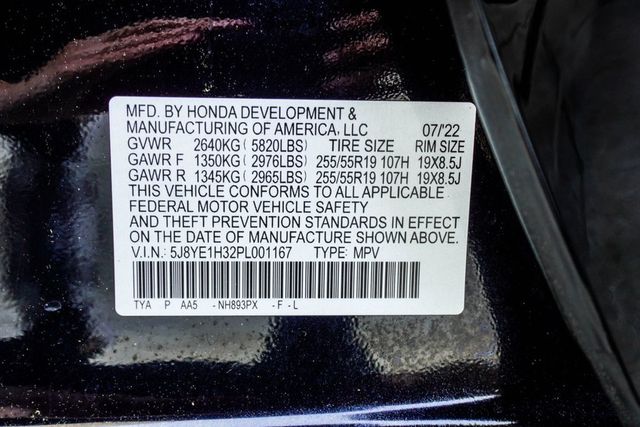 MFD. BY HONDA DEVELOPMENT &
MANUFACTURING OF AMERICA, LLC 07/'22
GVWR 2640KG ( 5820LBS) TIRE SIZE RIM SIZE
GAWR F 1350KG ( 2976LBS) 255/55R19 107H 19X8.5J
GAWR R 1345KG ( 2965LBS) 255/55R19 107H 19X8.5J
THIS VEHICLE CONFORMS TO ALL APPLICABLE
FEDERAL MOTOR VEHICLE SAFETY
AND THEFT PREVENTION STANDARDS IN EFFECT
ON THE DATE OF MANUFACTURE SHOWN ABOVE.
V.I.N.: 5J8YE1H32PL001167 TYPE: MPV
TYA P AA5 -NH893PX -F-L